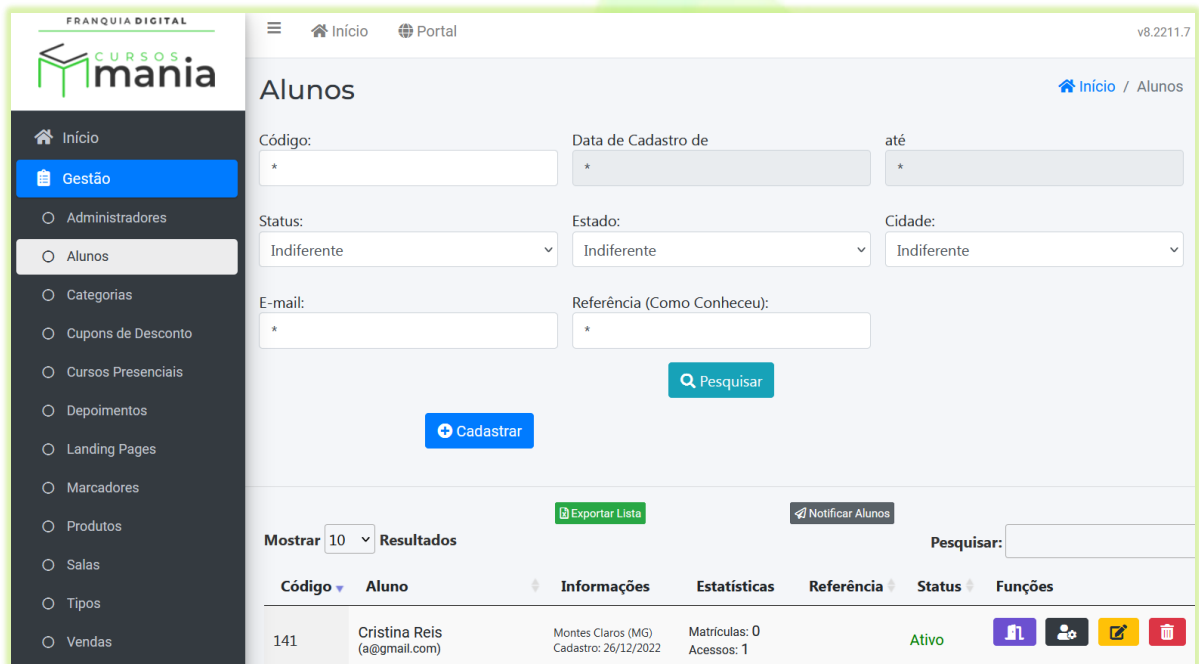 FRANQUIA DIGITAL
CURSOS
mania
Início
Portal
v8.2211.7
Alunos
Início / Alunos
Início
Gestão
Administradores
Alunos
Categorias
Cupons de Desconto
Cursos Presenciais
Depoimentos
Landing Pages
Marcadores
Produtos
Salas
Tipos
Vendas
Código:
Data de Cadastro de
até
*
*
*
Status:
Estado:
Cidade:
Indiferente
Indiferente
Indiferente
E-mail:
Referência (Como Conheceu):
*
*
Pesquisar
Cadastrar
Exportar Lista
Notificar Alunos
Mostrar 10 Resultados
Pesquisar:
Código Aluno Informações Estatísticas Referência Status Funções
141 Cristina Reis Montes Claros (MG) Matrículas: 0 Ativo
(a@gmail.com) Cadastro: 26/12/2022 Acessos: 1